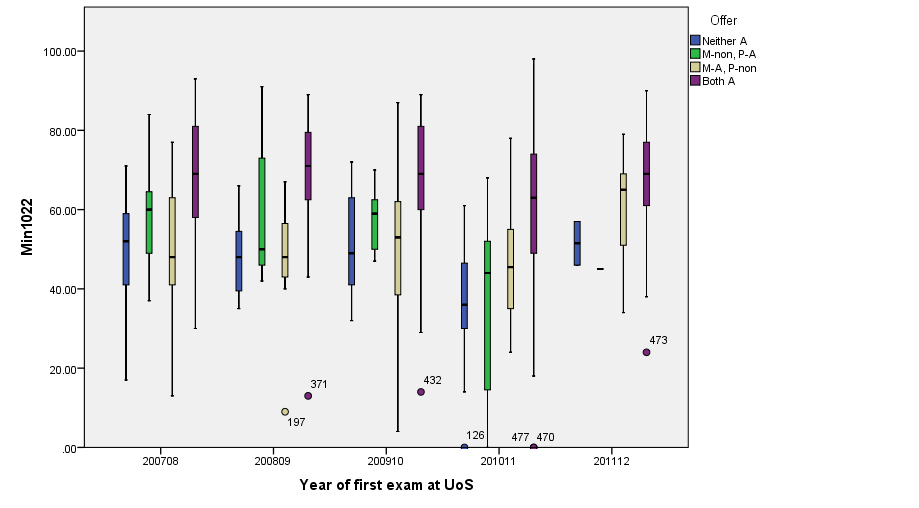 Offer
Neither A
M-non, P-A
M-A, P-non
Both A
100.00
80.00
60.00
40.00
20.00
.00
Min1022
473
371
432
197
126
477 470
200708 200809 200910 201011 201112
Year of first exam at UoS